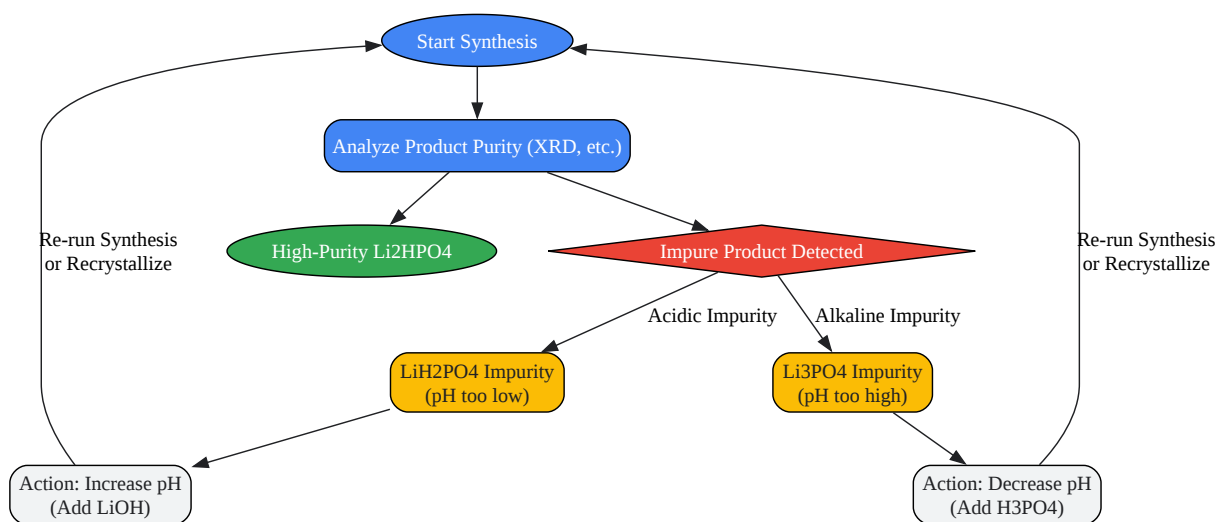 Start Synthesis
Analyze Product Purity (XRD, etc.)
Re-run Synthesis
or Recrystallize
High-Purity Li2HPO4
Impure Product Detected
Re-run Synthesis
or Recrystallize
Acidic Impurity
Alkaline Impurity
LiH2PO4 Impurity
(pH too low)
Li3PO4 Impurity
(pH too high)
Action: Increase pH
(Add LiOH)
Action: Decrease pH
(Add H3PO4)